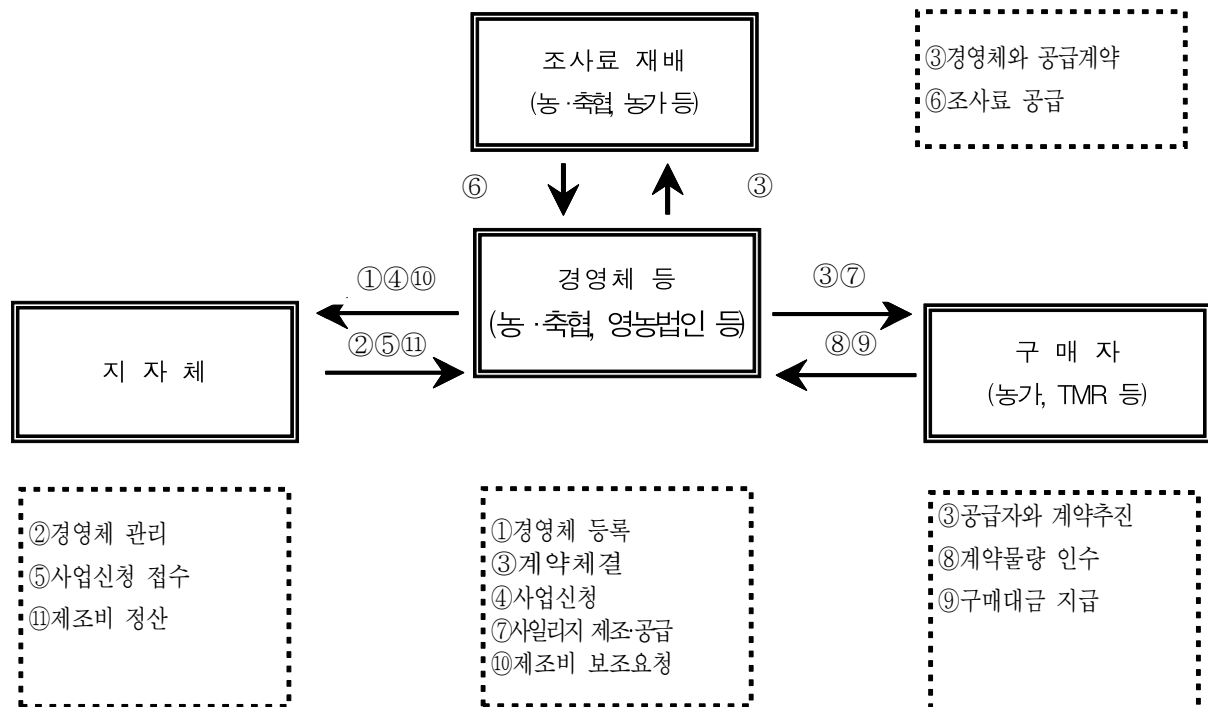 조사료 재배
(농·축협, 농가 등)
③경영체와 공급계약
⑥조사료 공급
⑥
③
①④⑩
경영체 등
(농·축협, 영농법인 등)
③⑦
지 자 체
②⑤⑪
⑧⑨
구 매 자
(농가, TMR 등)
②경영체 관리
⑤사업신청 접수
⑪제조비 정산
①경영체 등록
③계약체결
④사업신청
⑦사일리지 제조·공급
⑩제조비 보조요청
③공급자와 계약추진
⑧계약물량 인수
⑨구매대금 지급